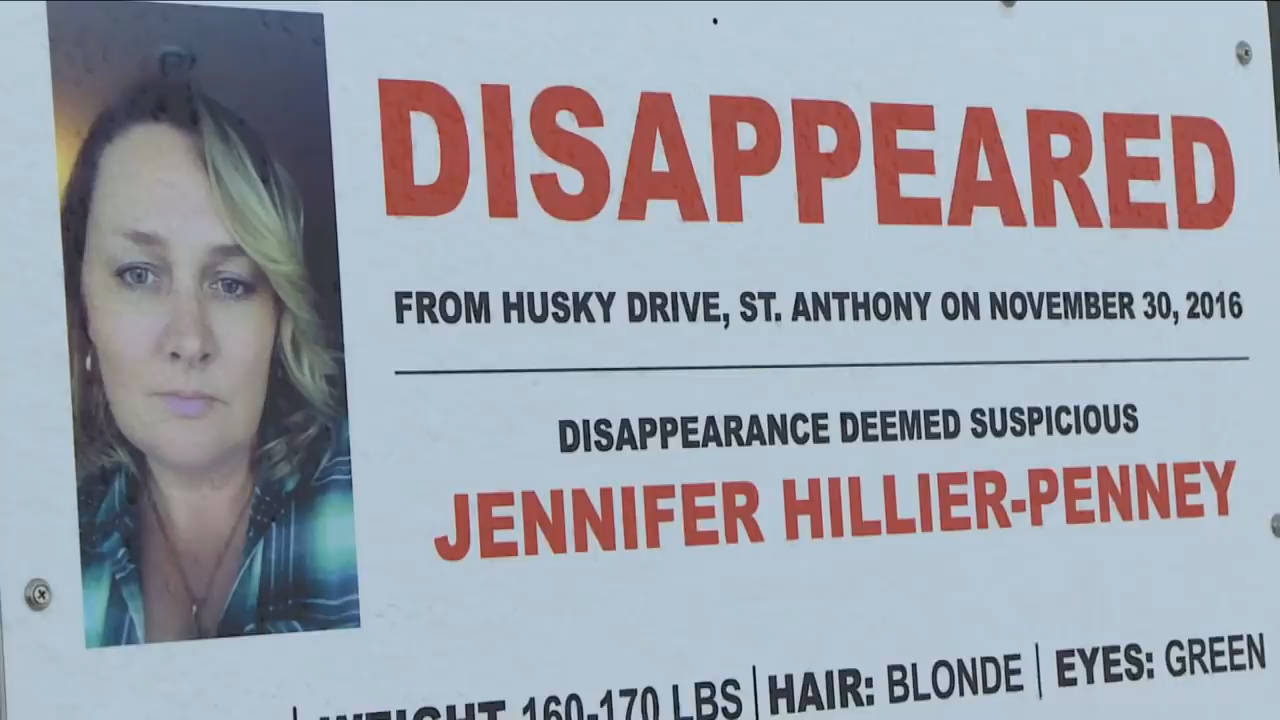 DISAPPEARED
FROM HUSKY DRIVE, ST. ANTHONY ON NOVEMBER 30, 2016
DISAPPEARANCE DEEMED SUSPICIOUS
JENNIFER HILLIER-PENNEY
WEIGHT 160-170 LBS | HAIR: BLONDE | EYES: GREEN